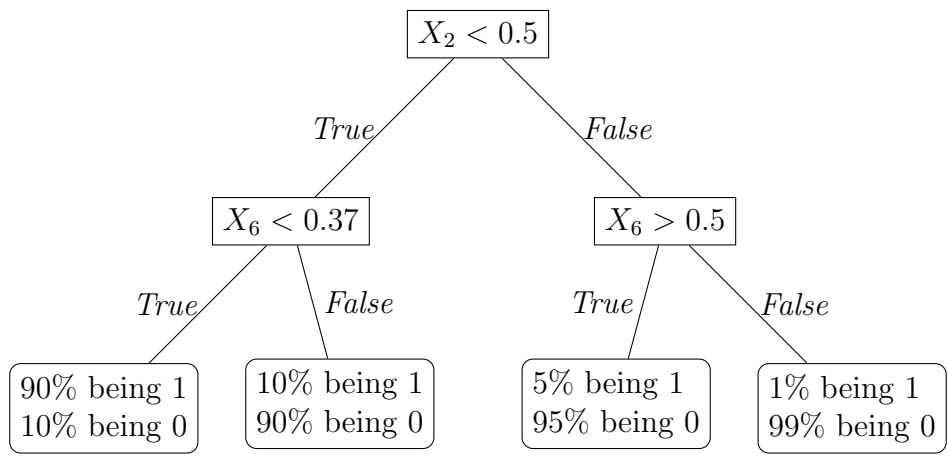 X₂ < 0.5
True
False
X₆ < 0.37
X₆ > 0.5
True
False
True
False
90% being 1
10% being 0
10% being 1
90% being 0
5% being 1
95% being 0
1% being 1
99% being 0